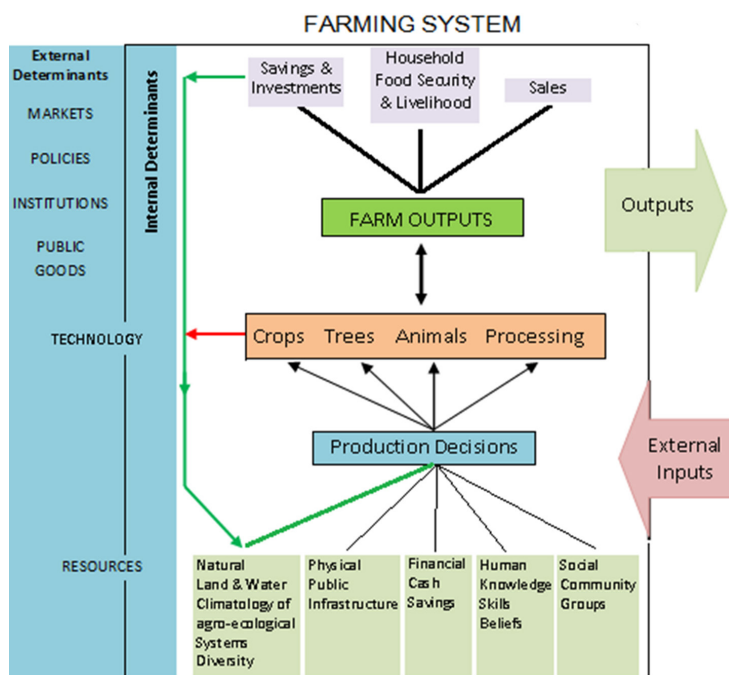 FARMING SYSTEM
External
Determinants
MARKETS
POLICIES
INSTITUTIONS
PUBLIC
GOODS
TECHNOLOGY
RESOURCES
Internal Determinants
Savings &
Investments
Household
Food Security
& Livelihood
Sales
FARM OUTPUTS
Outputs
Crops Trees Animals Processing
Production Decisions
External
Inputs
Natural
Land & Water
Climatology of
agro-ecological
Systems
Diversity
Physical
Public
Infrastructure
Financial
Cash
Savings
Human
Knowledge
Skills
Beliefs
Social
Community
Groups